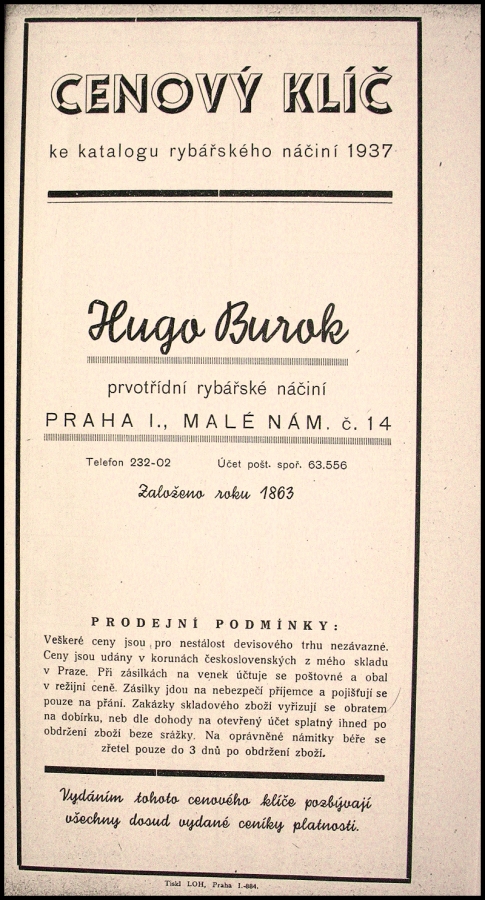 CENOVÝ KLÍČ
ke katalogu rybářského náčiní 1937
Hugo Burok
prvotřídní rybářské náčiní
PRAHA I., MALÉ NÁM. č. 14
Telefon 232-02 Účet pošt. spoř. 63.556
Založeno roku 1863
PRODEJNÍ PODMÍNKY:
Veškeré ceny jsou pro nestálost devisového trhu nezávazné.
Ceny jsou udány v korunách československých z mého skladu
v Praze. Při zásilkách na venek účtuje se poštovné a obal
v režijní ceně. Zásilky jdou na nebezpečí příjemce a pojišťují se
pouze na přání. Zakázky skladového zboží vyřizují se obratem
na dobírku, neb dle dohody na otevřený účet splatný ihned po
obdržení zboží beze srážky. Na oprávněné námitky béře se
zřetel pouze do 3 dnů po obdržení zboží.
Vydáním tohoto cenového klíče pozbývají
všechny dosud vydané ceníky platnosti.
Tiskl LOH, Praha I.-884.